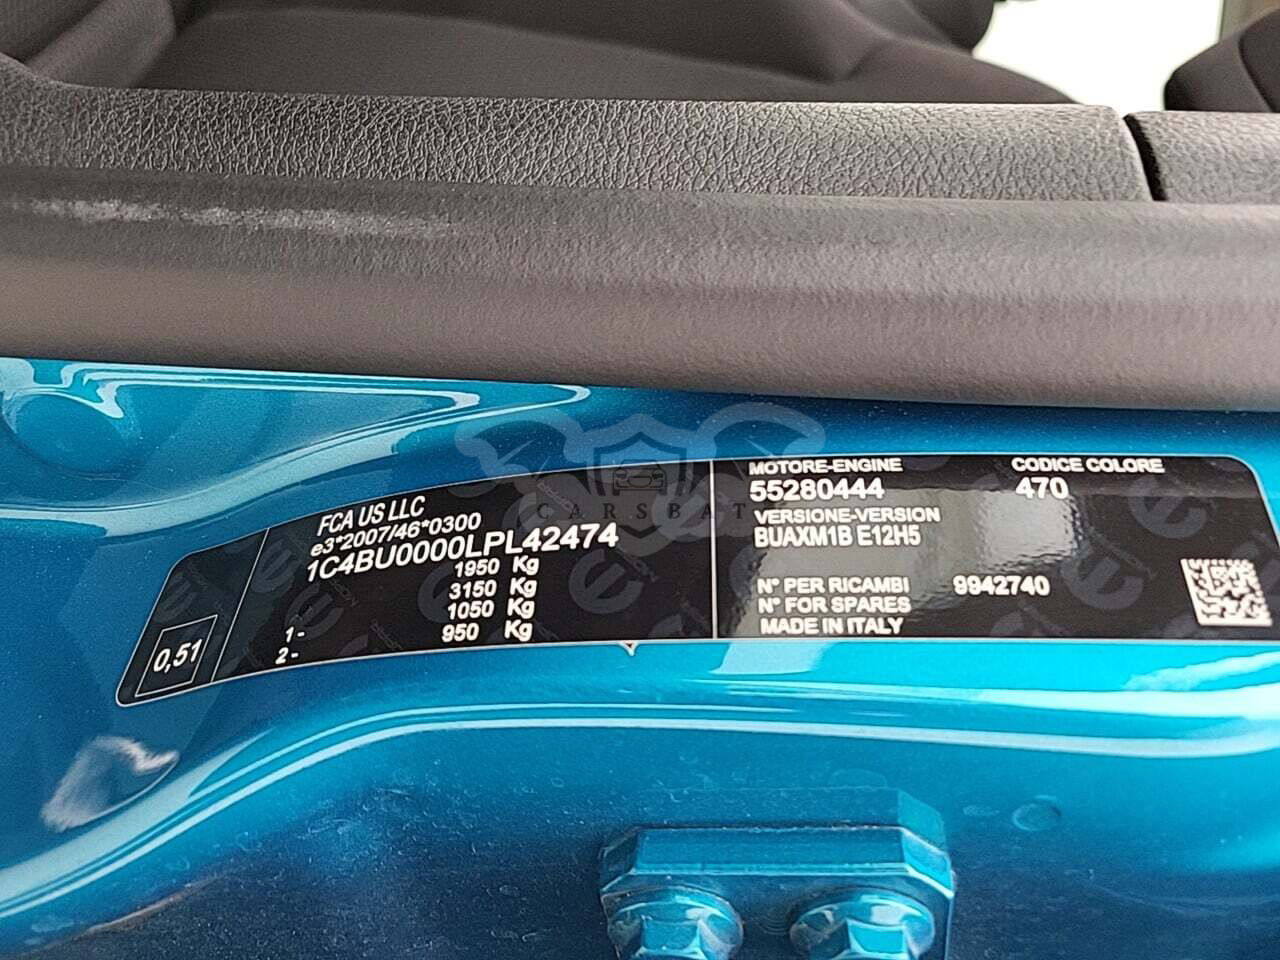 FCA US LLC
e3*2007/46*0300
1C4BU0000LPL42474
1950 Kg
3150 Kg
1- 1050 Kg
2- 950 Kg
0,51
MOTORE-ENGINE
55280444
CODICE COLORE
470
VERSIONE-VERSION
BUAXM1B E12H5
N° PER RICAMBI 9942740
N° FOR SPARES
MADE IN ITALY
CARSBAT